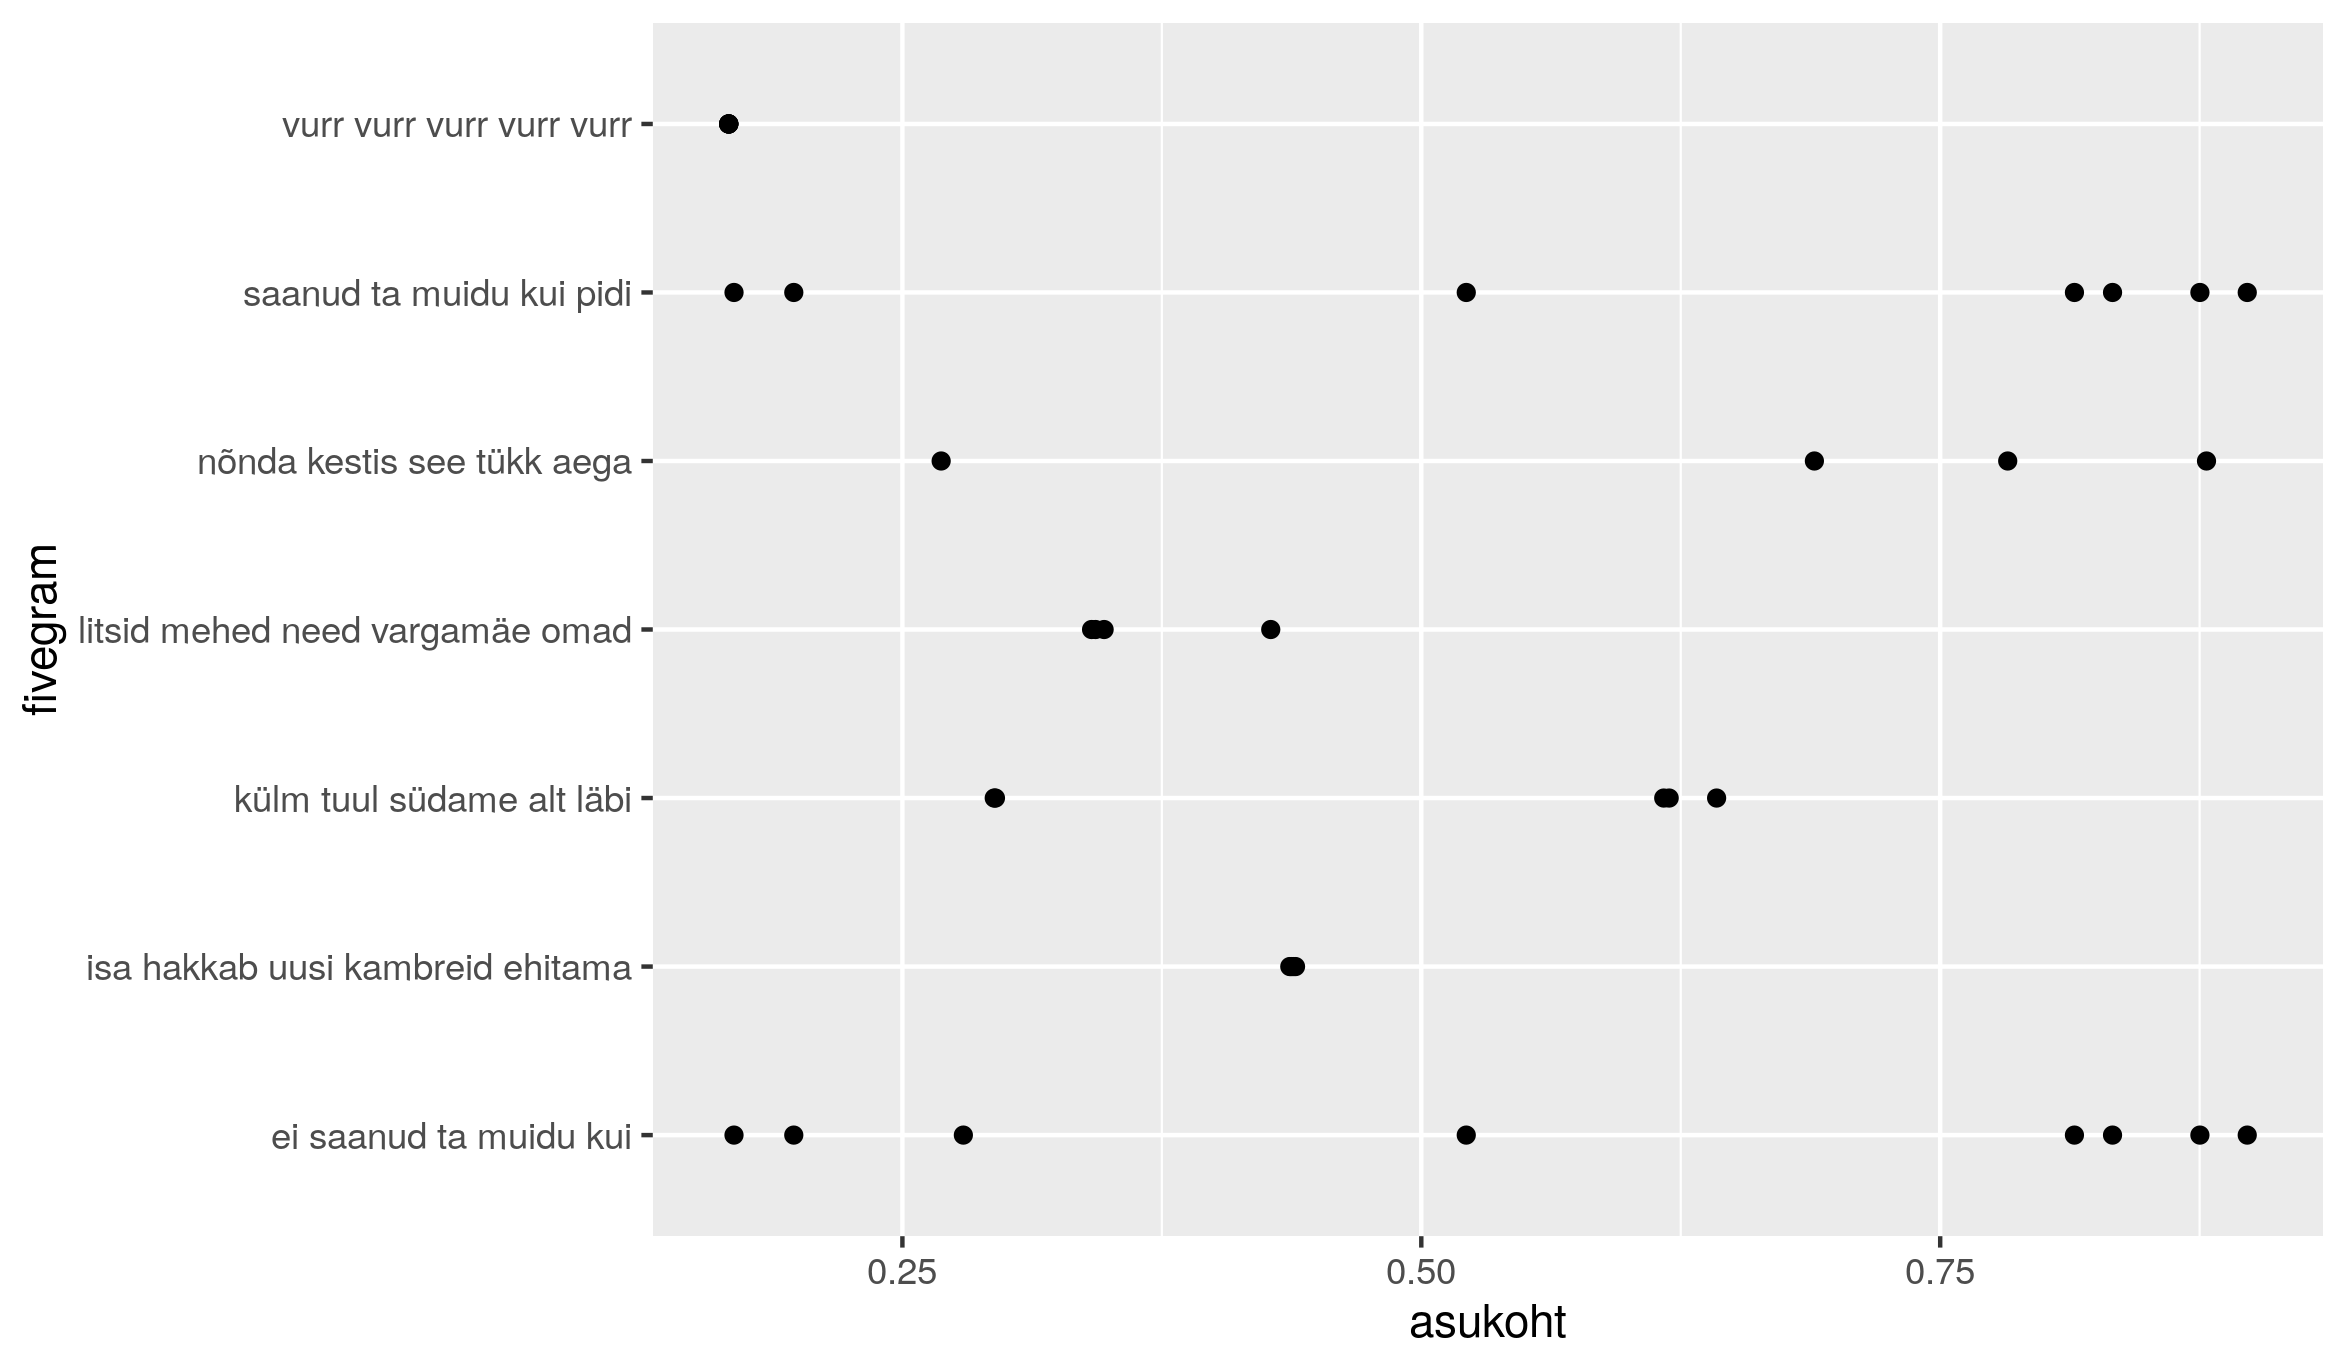 vurr vurr vurr vurr vurr
saanud ta muidu kui pidi
nõnda kestis see tükk aega
litsid mehed need vargamäe omad
külm tuul südame alt läbi
isa hakkab uusi kambreid ehitama
ei saanud ta muidu kui
fivegram
0.25 0.50 0.75
asukoht